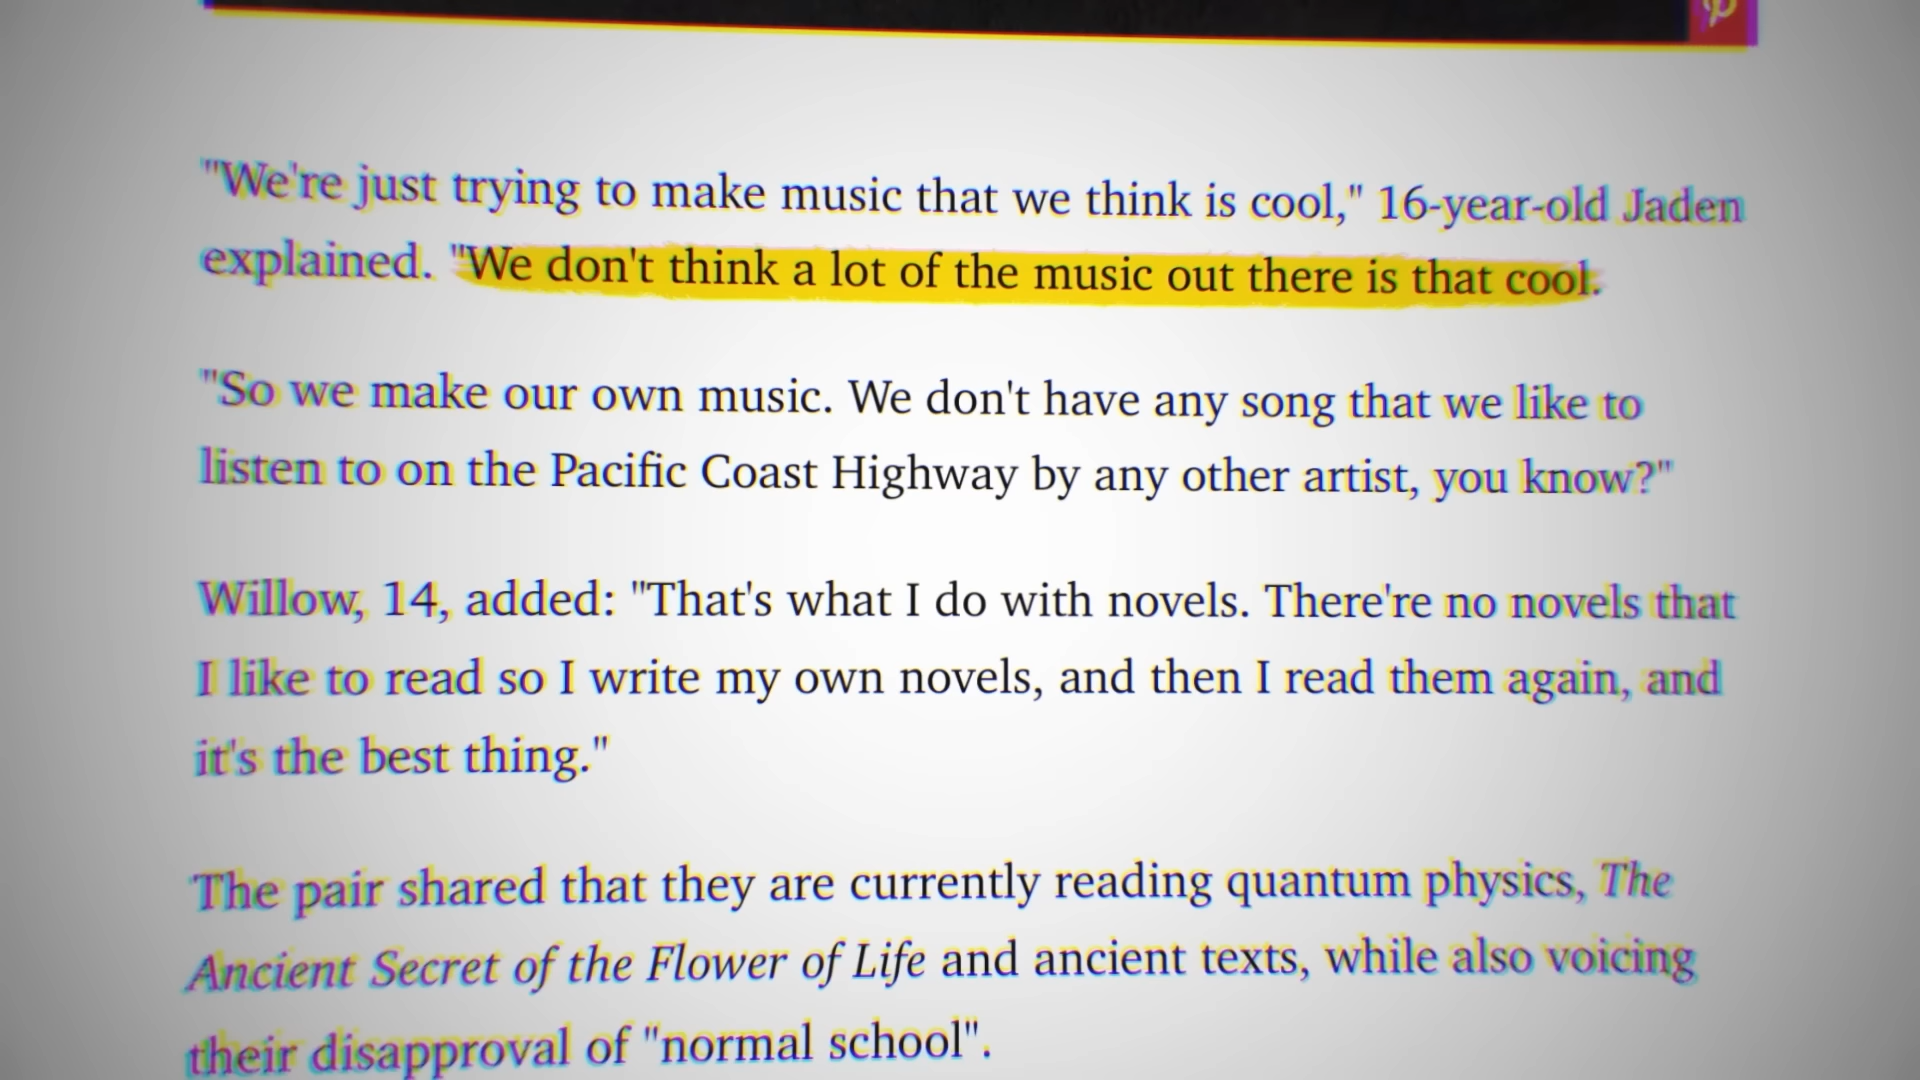 "We're just trying to make music that we think is cool," 16-year-old Jaden
explained. "We don't think a lot of the music out there is that cool.
"So we make our own music. We don't have any song that we like to
listen to on the Pacific Coast Highway by any other artist, you know?"
Willow, 14, added: "That's what I do with novels. There're no novels that
I like to read so I write my own novels, and then I read them again, and
it's the best thing."
The pair shared that they are currently reading quantum physics, The
Ancient Secret of the Flower of Life and ancient texts, while also voicing
their disapproval of "normal school".